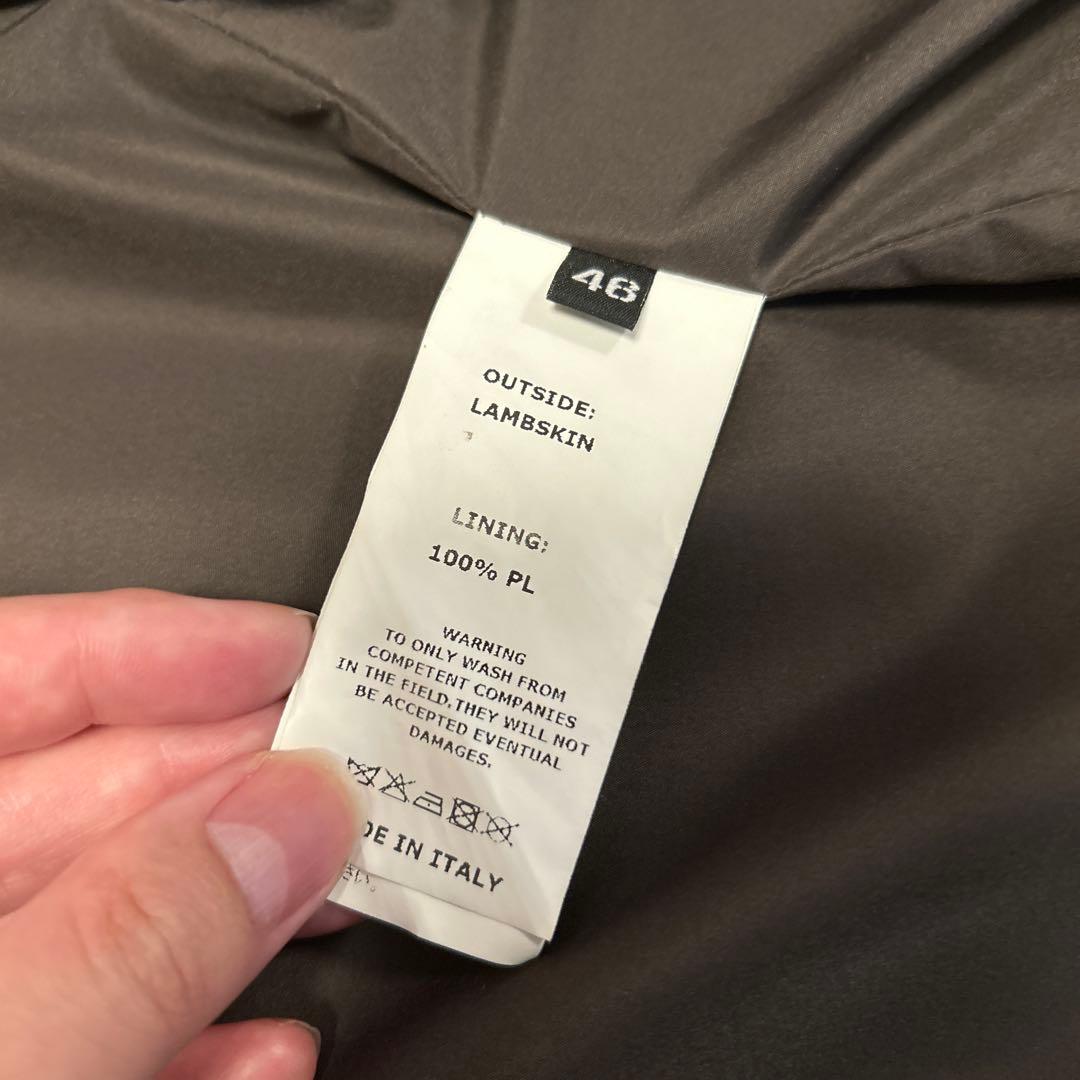 46
OUTSIDE:
LAMBSKIN
LINING:
100% PL
WARNING
TO ONLY WASH FROM
COMPETENT COMPANIES
IN THE FIELD.THEY WILL NOT
BE ACCEPTED EVENTUAL
DAMAGES.
DE IN ITALY